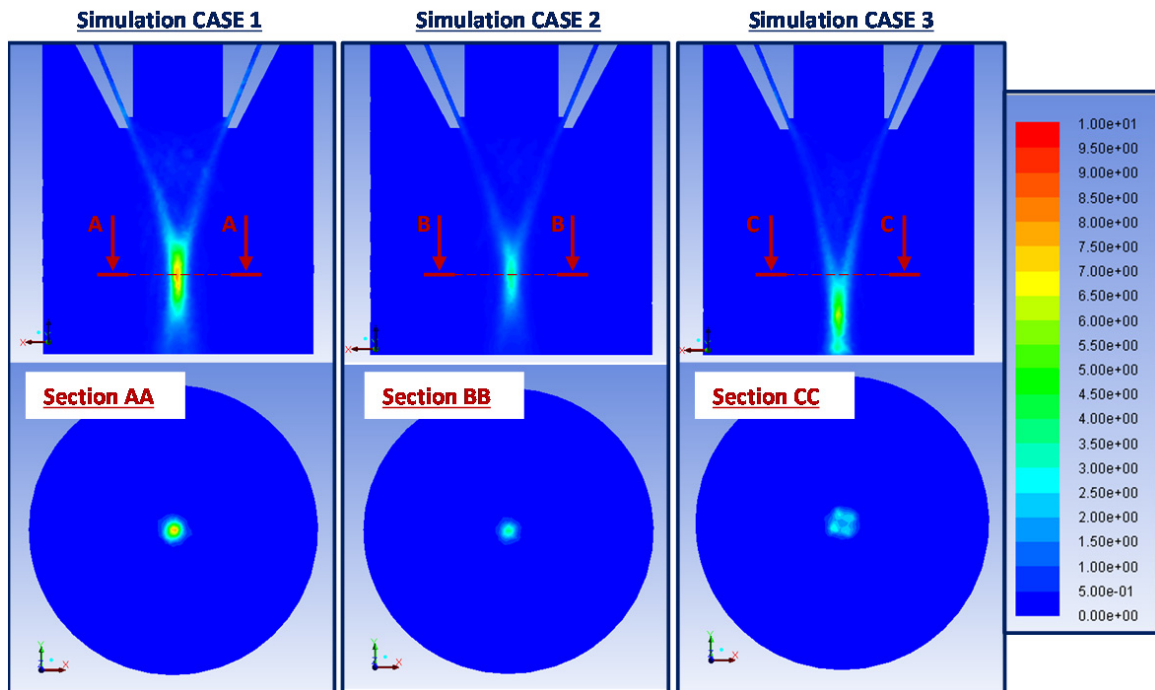 Simulation CASE 1
Simulation CASE 2
Simulation CASE 3
A A
B B
C C
X
X
X
Section AA
Section BB
Section CC
Y
X
Y
X
Y
X
1.00e+01
9.50e+00
9.00e+00
8.50e+00
8.00e+00
7.50e+00
7.00e+00
6.50e+00
6.00e+00
5.50e+00
5.00e+00
4.50e+00
4.00e+00
3.50e+00
3.00e+00
2.50e+00
2.00e+00
1.50e+00
1.00e+00
5.00e-01
0.00e+00